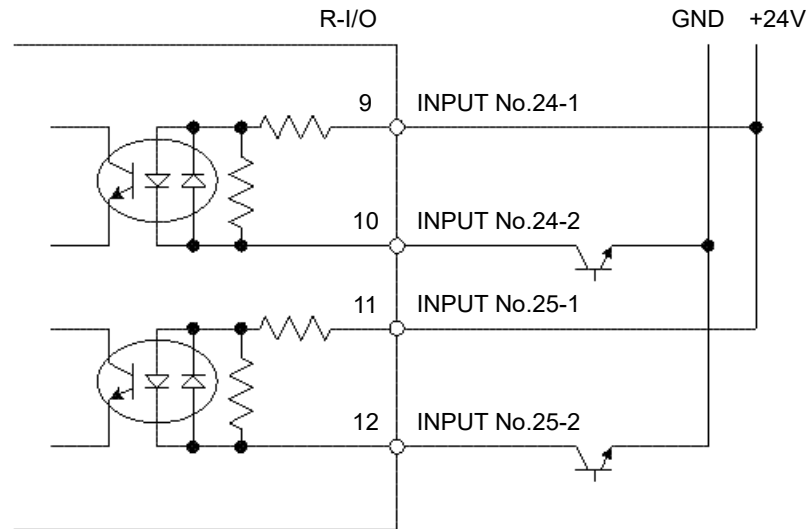 R-I/O GND +24V
9 INPUT No.24-1
10 INPUT No.24-2
11 INPUT No.25-1
12 INPUT No.25-2